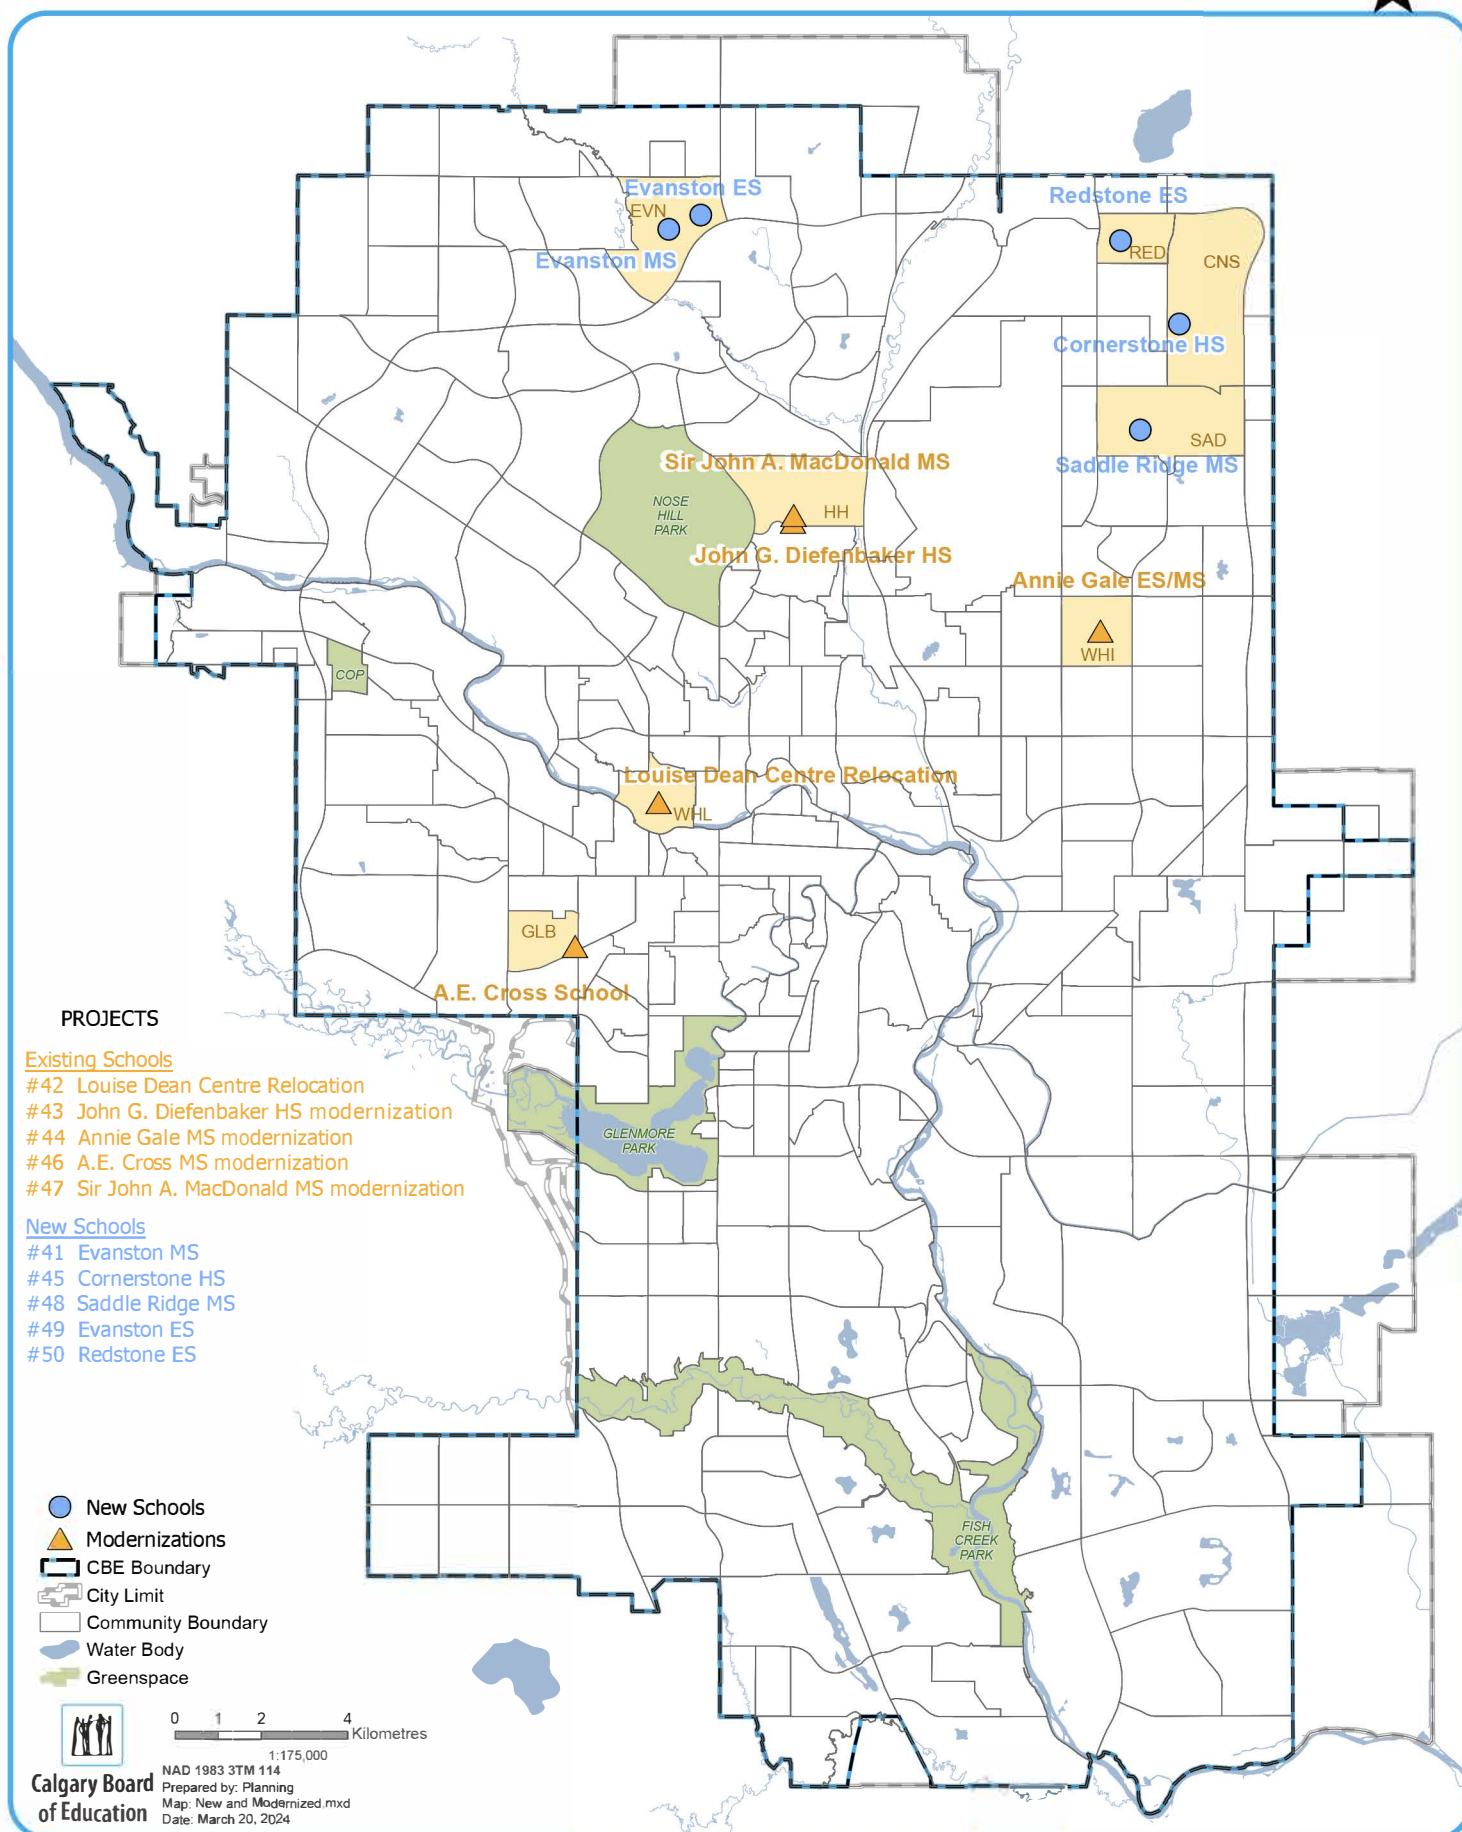 Evanston ES
EVN
Evanston MS
Redstone ES
RED
CNS
Cornerstone HS
SAD
Saddle Ridge MS
Sir John A. MacDonald MS
NOSE
HILL
PARK
HH
John G. Diefenbaker HS
Annie Gale ES/MS
WHI
COP
Louise Dean Centre Relocation
WHL
GLB
A.E. Cross School
GLENMORE
PARK
FISH
CREEK
PARK
PROJECTS
Existing Schools
#42 Louise Dean Centre Relocation
#43 John G. Diefenbaker HS modernization
#44 Annie Gale MS modernization
#46 A.E. Cross MS modernization
#47 Sir John A. MacDonald MS modernization
New Schools
#41 Evanston MS
#45 Cornerstone HS
#48 Saddle Ridge MS
#49 Evanston ES
#50 Redstone ES
New Schools
Modernizations
CBE Boundary
City Limit
Community Boundary
Water Body
Greenspace
0 1 2 4
Kilometres
1:175,000
Calgary Board
of Education
NAD 1983 3TM 114
Prepared by: Planning
Map: New and Modernized.mxd
Date: March 20, 2024